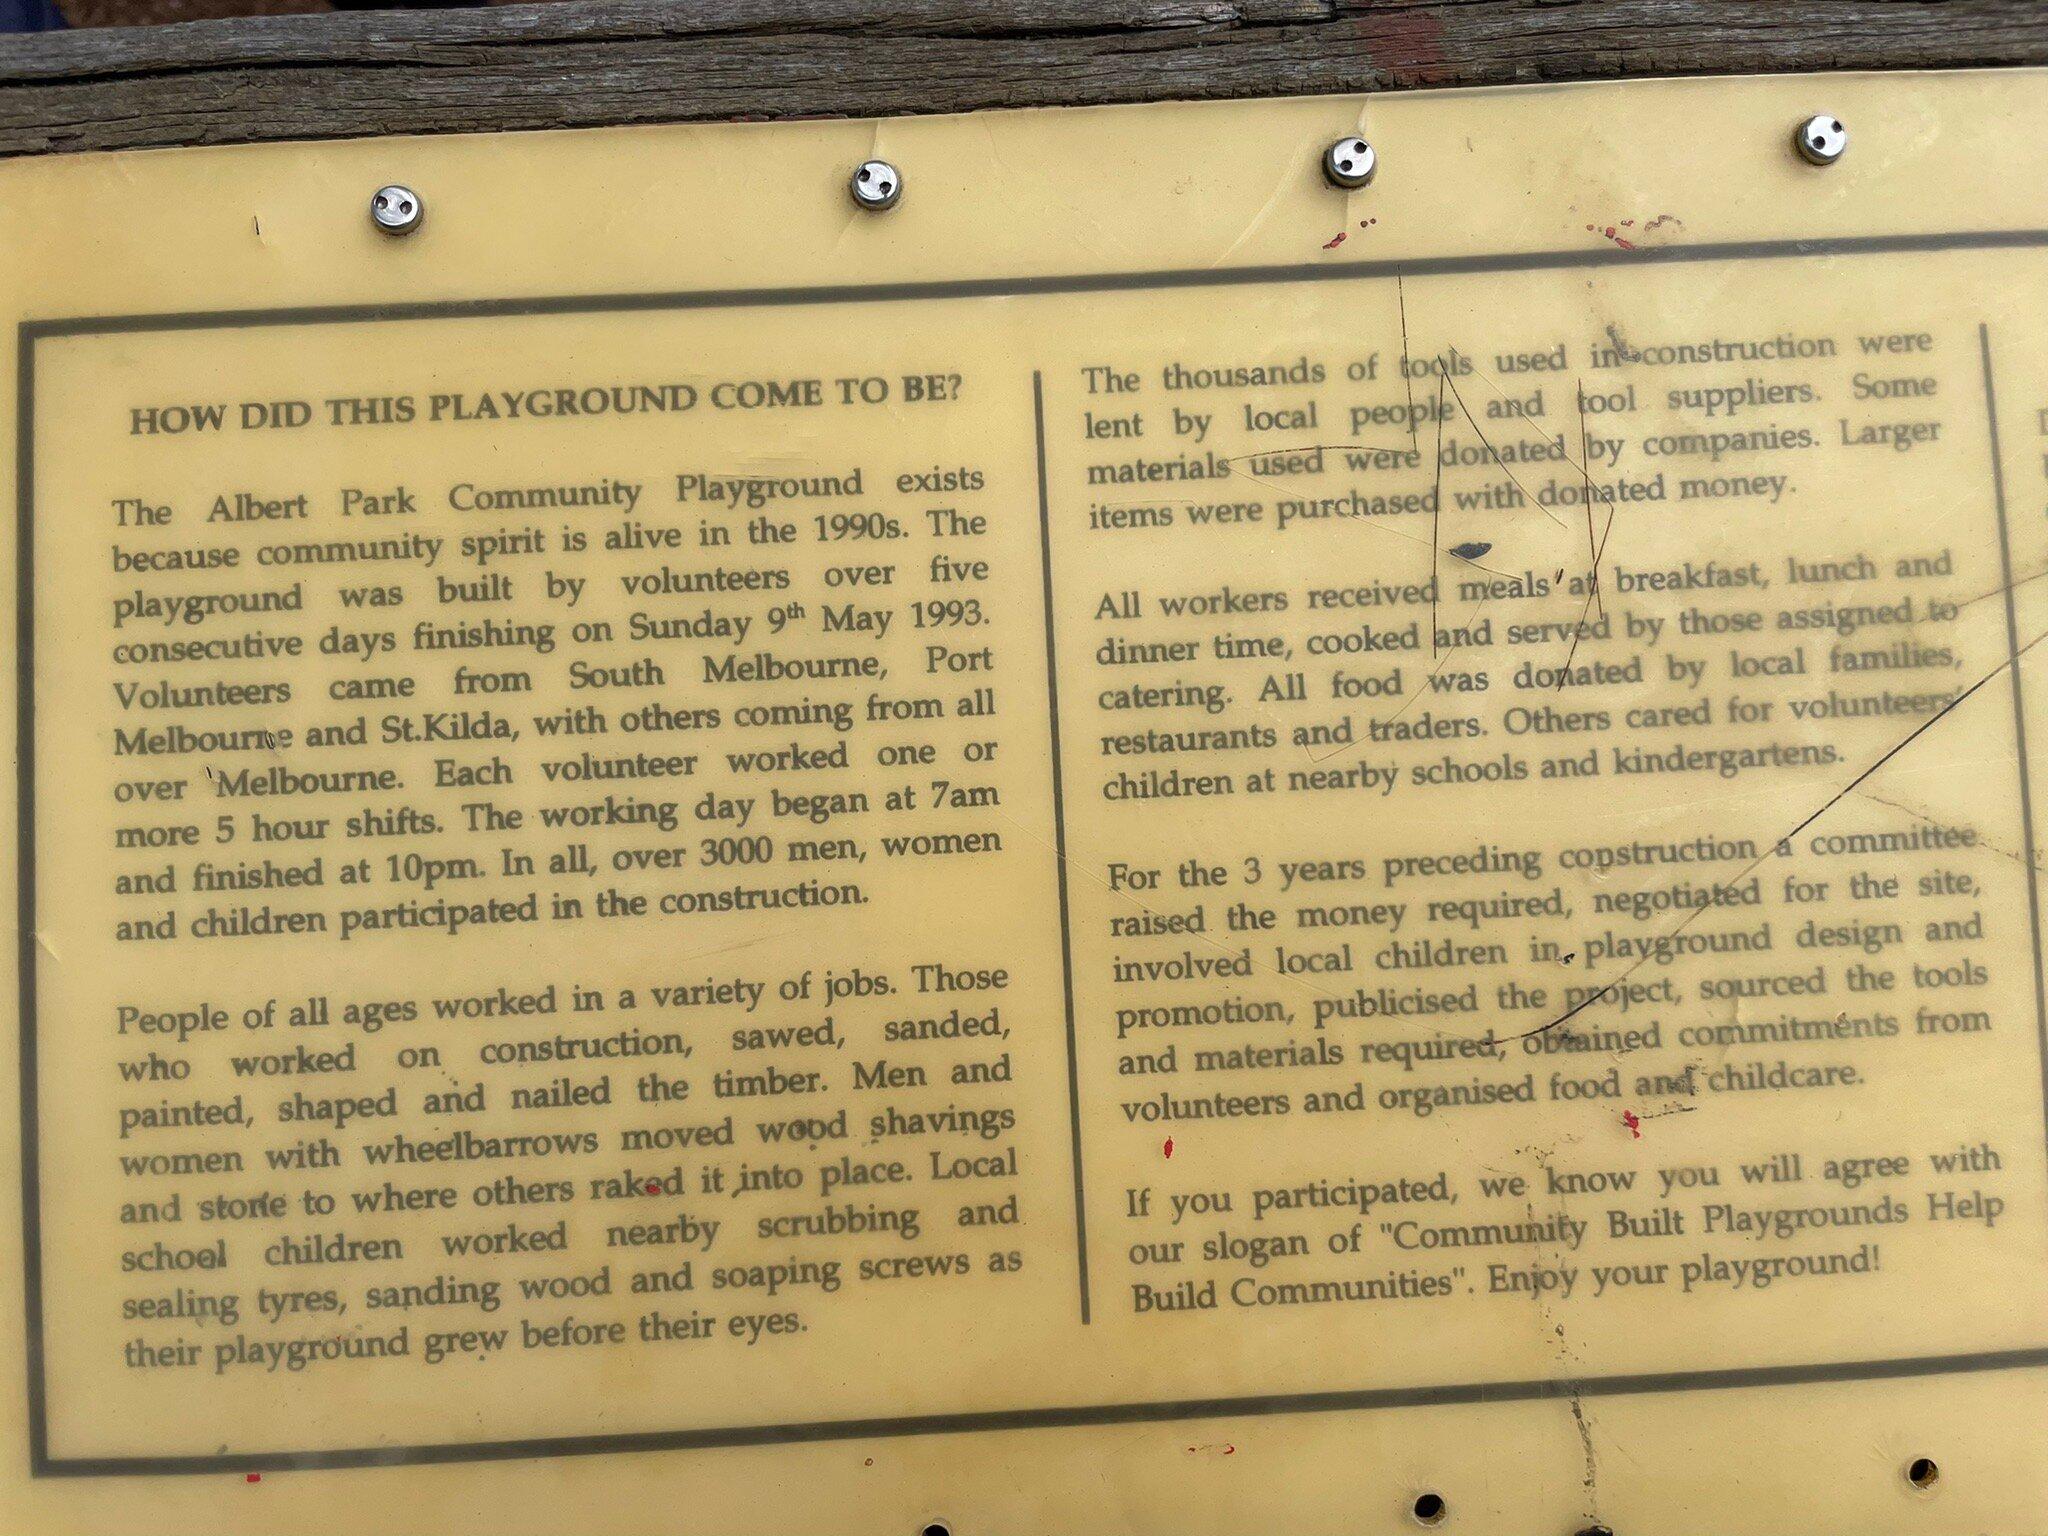 HOW DID THIS PLAYGROUND COME TO BE?
The Albert Park Community Playground exists
because community spirit is alive in the 1990s. The
playground was built by volunteers over five
consecutive days finishing on Sunday 9th May 1993.
Volunteers came from South Melbourne, Port
Melbourne and St.Kilda, with others coming from all
over Melbourne. Each volunteer worked one or
more 5 hour shifts. The working day began at 7am
and finished at 10pm. In all, over 3000 men, women
and children participated in the construction.
People of all ages worked in a variety of jobs. Those
who worked on construction, sawed, sanded,
painted, shaped and nailed the timber. Men and
women with wheelbarrows moved wood shavings
and stone to where others raked it into place. Local
school children worked nearby scrubbing and
sealing tyres, sanding wood and soaping screws as
their playground grew before their eyes.
The thousands of tools used in construction were
lent by local people and tool suppliers. Some
materials used were donated by companies. Larger
items were purchased with donated money.
All workers received meals at breakfast, lunch and
dinner time, cooked and served by those assigned to
catering. All food was donated by local families,
restaurants and traders. Others cared for volunteers'
children at nearby schools and kindergartens.
For the 3 years preceding construction a committee
raised the money required, negotiated for the site,
involved local children in playground design and
promotion, publicised the project, sourced the tools
and materials required, obtained commitments from
volunteers and organised food and childcare.
If you participated, we know you will agree with
our slogan of "Community Built Playgrounds Help
Build Communities". Enjoy your playground!